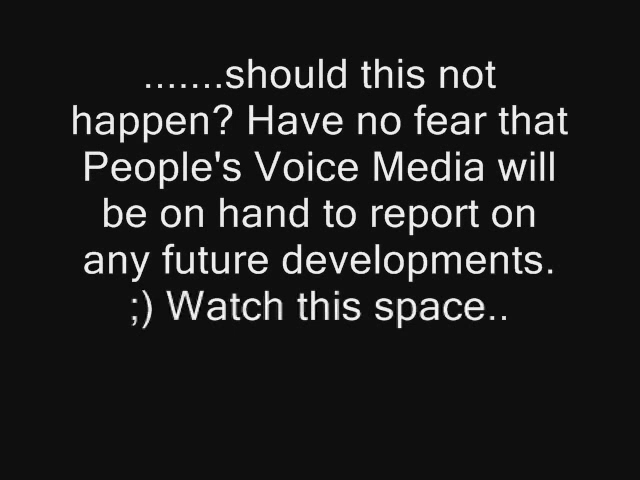 .......should this not
happen? Have no fear that
People's Voice Media will
be on hand to report on
any future developments.
;) Watch this space..